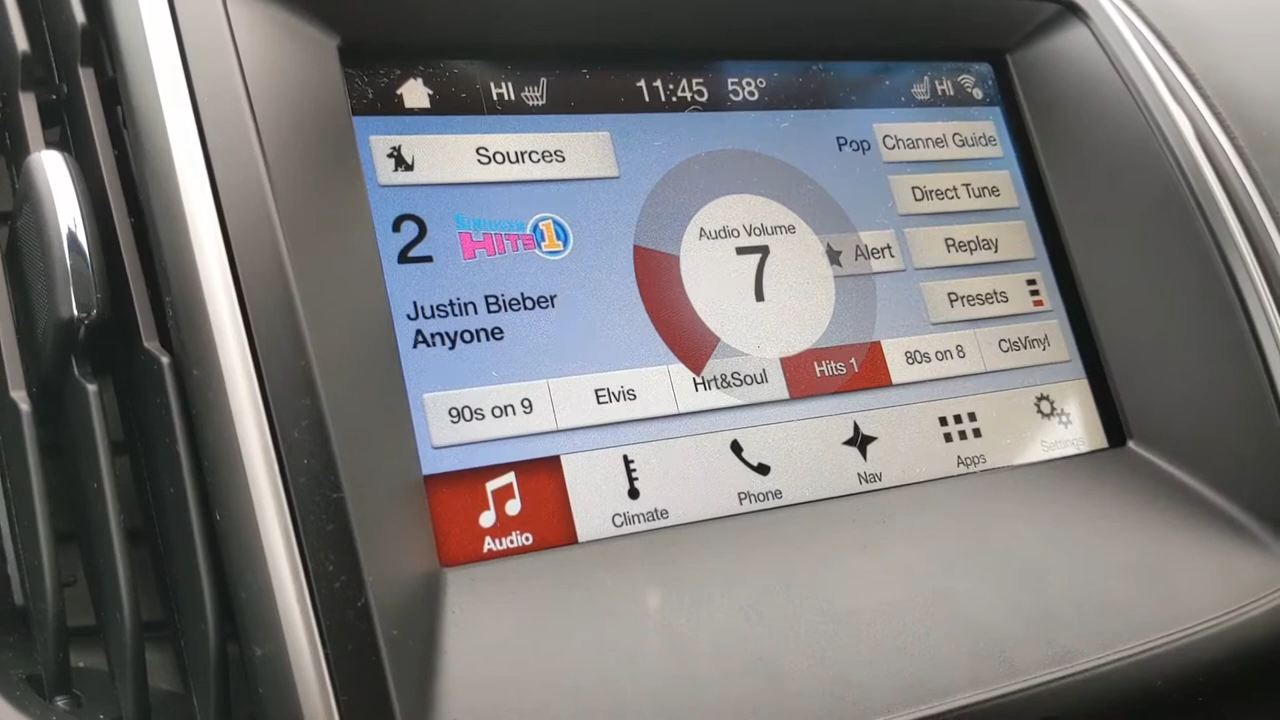 HI 11:45 58° HI
Sources
Pop Channel Guide
Direct Tune
2 HITS 1
Audio Volume
7
Alert
Replay
Justin Bieber
Anyone
Presets
90s on 9 Elvis Hrt&Soul Hits 1 80s on 8 ClsVinyl
Audio Climate Phone Nav Apps Settings